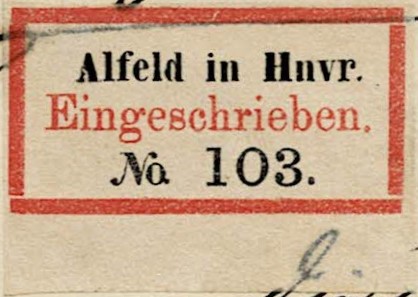 Alfeld in Hnvr.
Eingeschrieben.
No. 103.